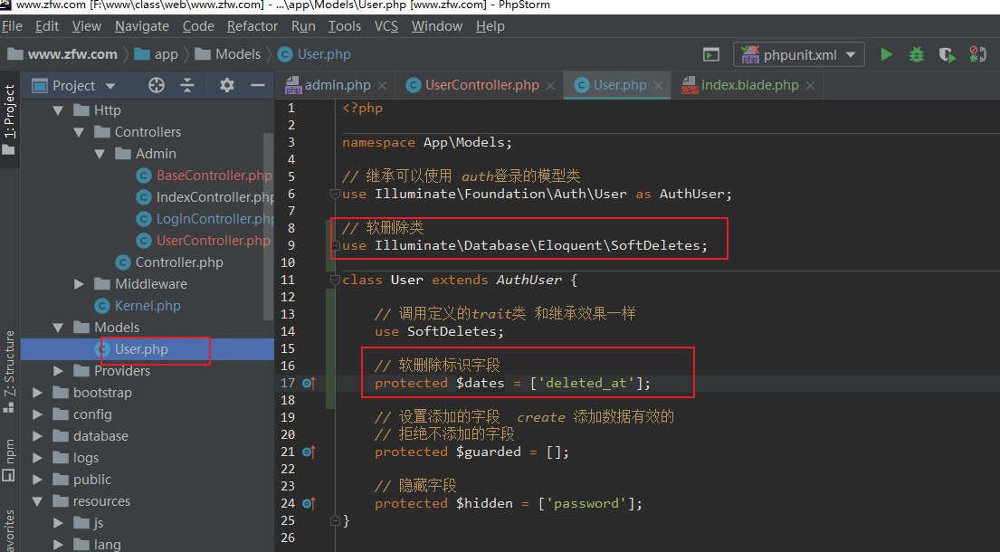 www.zfw.com [F:\www\class\web\www.zfw.com] - ...\app\Models\User.php [www.zfw.com] - PhpStorm
File Edit View Navigate Code Refactor Run Tools VCS Window Help
www.zfw.com app Models User.php phpunit.xml
1: Project
Project
admin.php UserController.php User.php index.blade.php
Http
Controllers
Admin
BaseController.php
IndexController.php
LoginController.php
UserController.php
Controller.php
Middleware
Kernel.php
Models
User.php
Providers
bootstrap
config
database
logs
public
resources
js
lang
Z: Structure
npm
avorites
1 <?php
2
3 namespace App\Models;
4
5 // 继承可以使用 auth登录的模型类
6 use Illuminate\Foundation\Auth\User as AuthUser;
7
8 // 软删除类
9 use Illuminate\Database\Eloquent\SoftDeletes;
10
11 class User extends AuthUser {
12
13 // 调用定义的trait类 和继承效果一样
14 use SoftDeletes;
15
16 // 软删除标识字段
17 protected $dates = ['deleted_at'];
18
19 // 设置添加的字段 create 添加数据有效的
20 // 拒绝不添加的字段
21 protected $guarded = [];
22
23 // 隐藏字段
24 protected $hidden = ['password'];
25 }
26